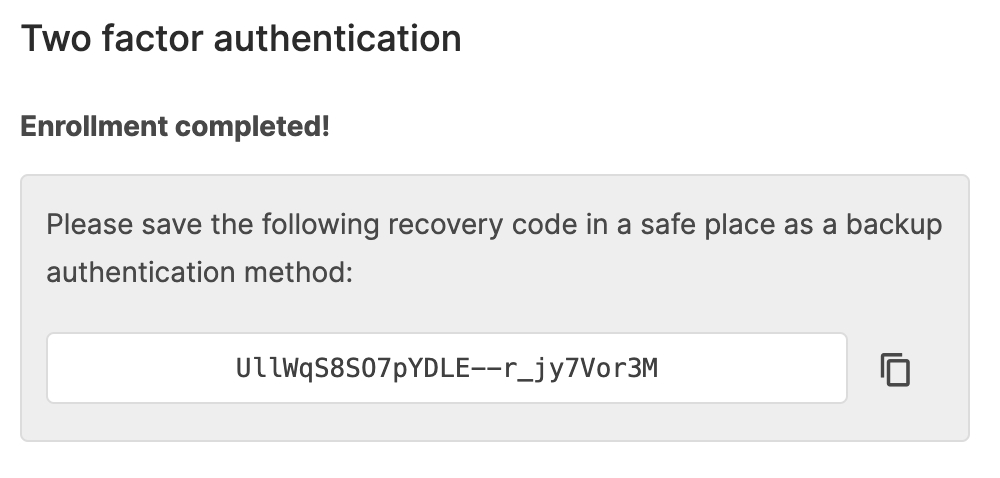 Two factor authentication
Enrollment completed!
Please save the following recovery code in a safe place as a backup
authentication method:
UllWqS8SO7pYDLE--r_jy7Vor3M